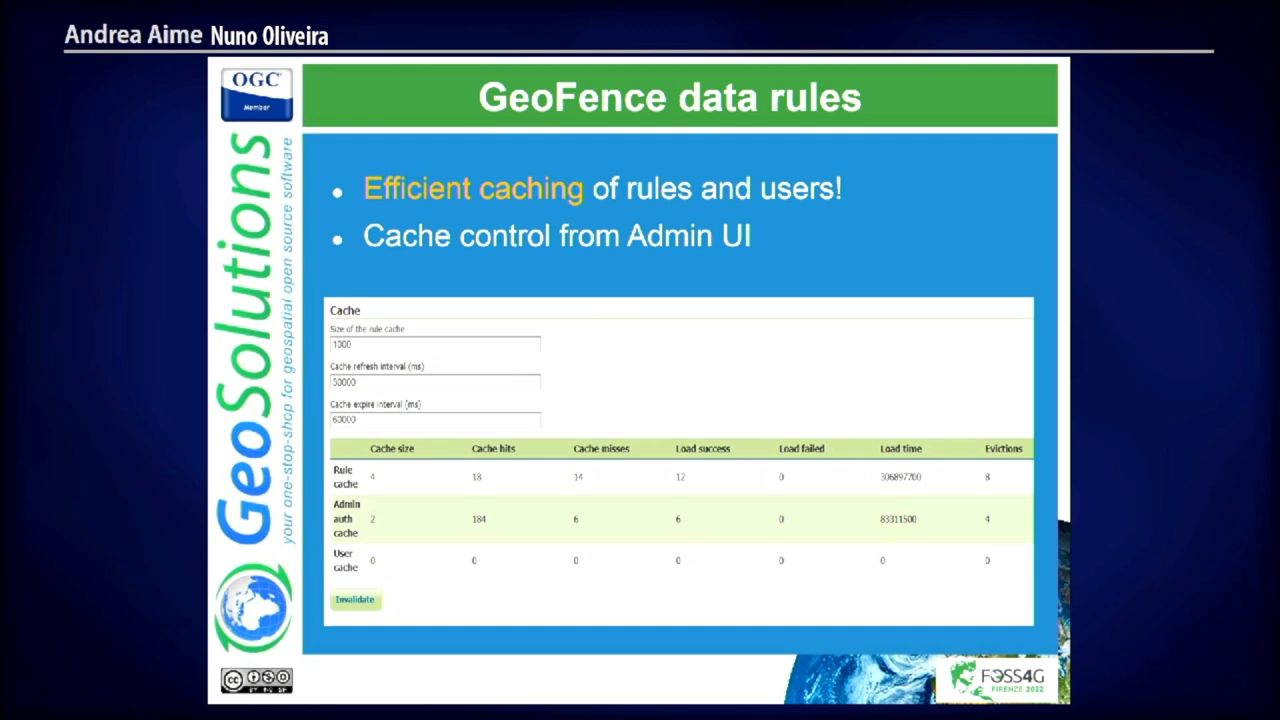 Andrea Aime Nuno Oliveira
OGC
Member
GeoFence data rules
GeoSolutions
your one-stop-shop for geospatial open source software
Efficient caching of rules and users!
Cache control from Admin UI
Cache
Size of the rule cache
1000
Cache refresh interval (ms)
30000
Cache expire interval (ms)
60000
Cache size Cache hits Cache misses Load success Load failed Load time Evictions
Rule cache 4 18 14 12 0 306897700 8
Admin auth cache 2 184 6 6 0 83311500 4
User cache 0 0 0 0 0 0 0
Invalidate
cc
BY NC SA
FOSS4G
FIRENZE 2022